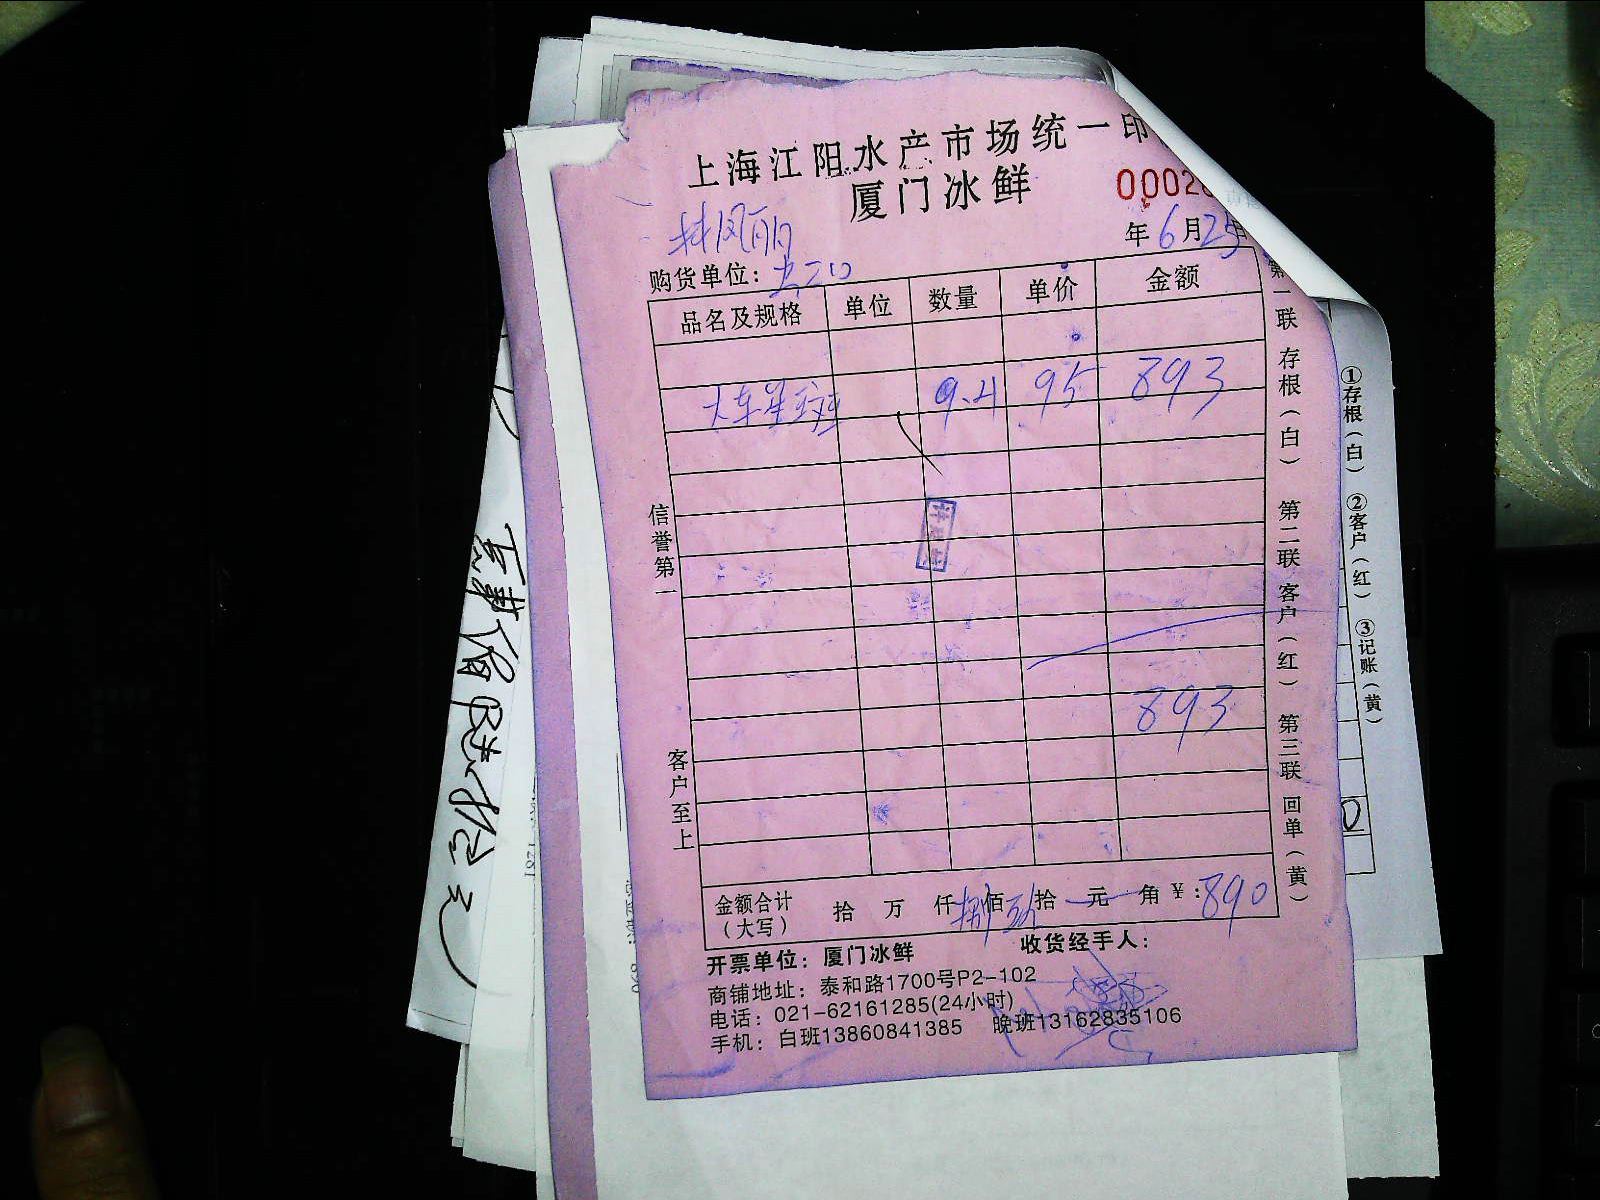 上海江阳水产市场统一印
厦门冰鲜
0002
林凤丽
年6月25日
购货单位：
品名及规格 单位 数量 单价 金额
大东星斑 9.4 95 893
893
信誉第一
客户至上
第一联 存根（白） 第二联 客户（红） 第三联 回单（黄）
金额合计（大写） 拾 万 仟 捌佰 玖拾 元 角 ¥：890
开票单位：厦门冰鲜 收货经手人：
商铺地址：泰和路1700号P2-102
电话：021-62161285(24小时)
手机：白班13860841385 晚班13162835106
①存根（白） ②客户（红） ③记账（黄）